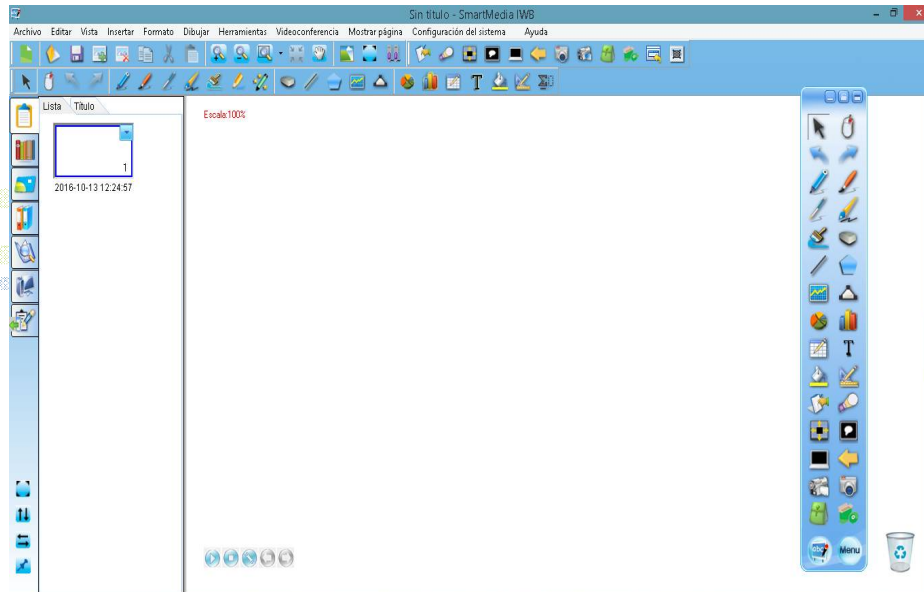 Sin título - SmartMedia IWB
Archivo Editar Vista Insertar Formato Dibujar Herramientas Videoconferencia Mostrar página Configuración del sistema Ayuda
Lista Título
Escala:100%
1
2016-10-13 12:24:57
T
T
abc
Menu